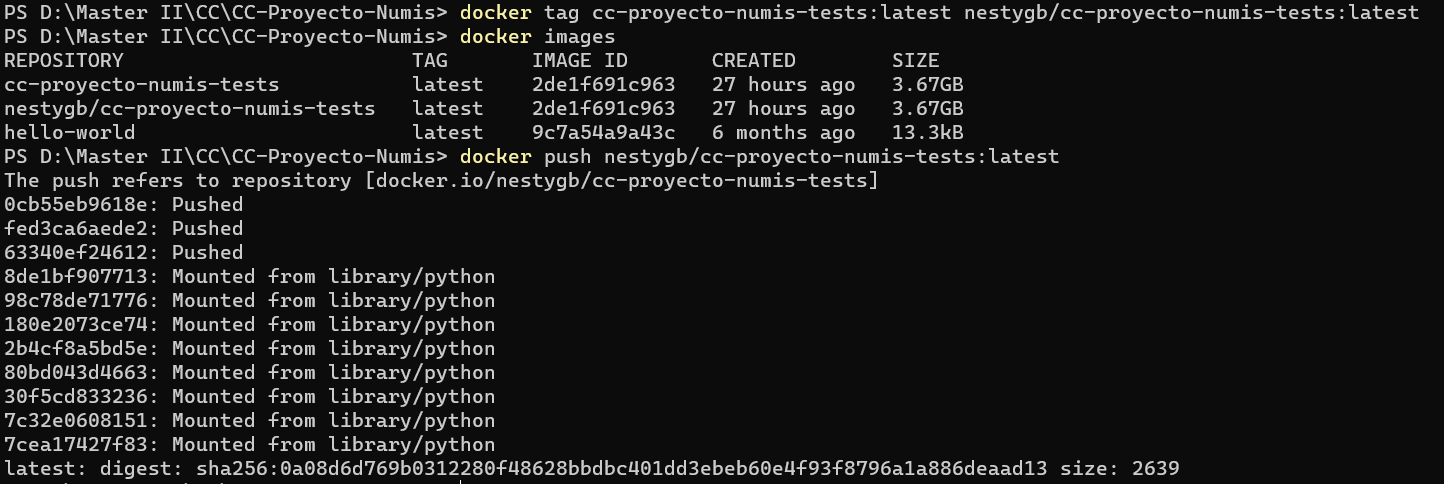 PS D:\Master II\CC\CC-Proyecto-Numis> docker tag cc-proyecto-numis-tests:latest nestygb/cc-proyecto-numis-tests:latest
PS D:\Master II\CC\CC-Proyecto-Numis> docker images
REPOSITORY TAG IMAGE ID CREATED SIZE
cc-proyecto-numis-tests latest 2de1f691c963 27 hours ago 3.67GB
nestygb/cc-proyecto-numis-tests latest 2de1f691c963 27 hours ago 3.67GB
hello-world latest 9c7a54a9a43c 6 months ago 13.3kB
PS D:\Master II\CC\CC-Proyecto-Numis> docker push nestygb/cc-proyecto-numis-tests:latest
The push refers to repository [docker.io/nestygb/cc-proyecto-numis-tests]
0cb55eb9618e: Pushed
fed3ca6aede2: Pushed
63340ef24612: Pushed
8de1bf907713: Mounted from library/python
98c78de71776: Mounted from library/python
180e2073ce74: Mounted from library/python
2b4cf8a5bd5e: Mounted from library/python
80bd043d4663: Mounted from library/python
30f5cd833236: Mounted from library/python
7c32e0608151: Mounted from library/python
7cea17427f83: Mounted from library/python
latest: digest: sha256:0a08d6d769b0312280f48628bbdbc401dd3ebeb60e4f93f8796a1a886deaad13 size: 2639